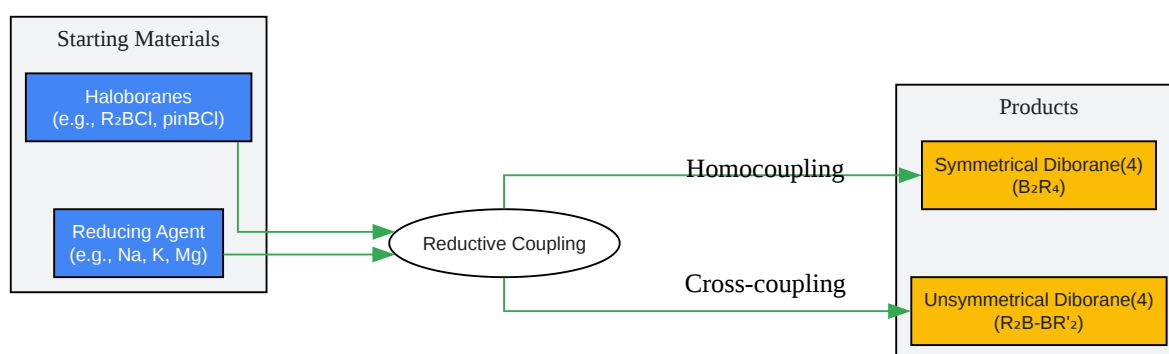 Starting Materials
Haloboranes
(e.g., R₂BCl, pinBCl)
Reducing Agent
(e.g., Na, K, Mg)
Reductive Coupling
Homocoupling
Cross-coupling
Products
Symmetrical Diborane(4)
(B₂R₄)
Unsymmetrical Diborane(4)
(R₂B-BR'₂)